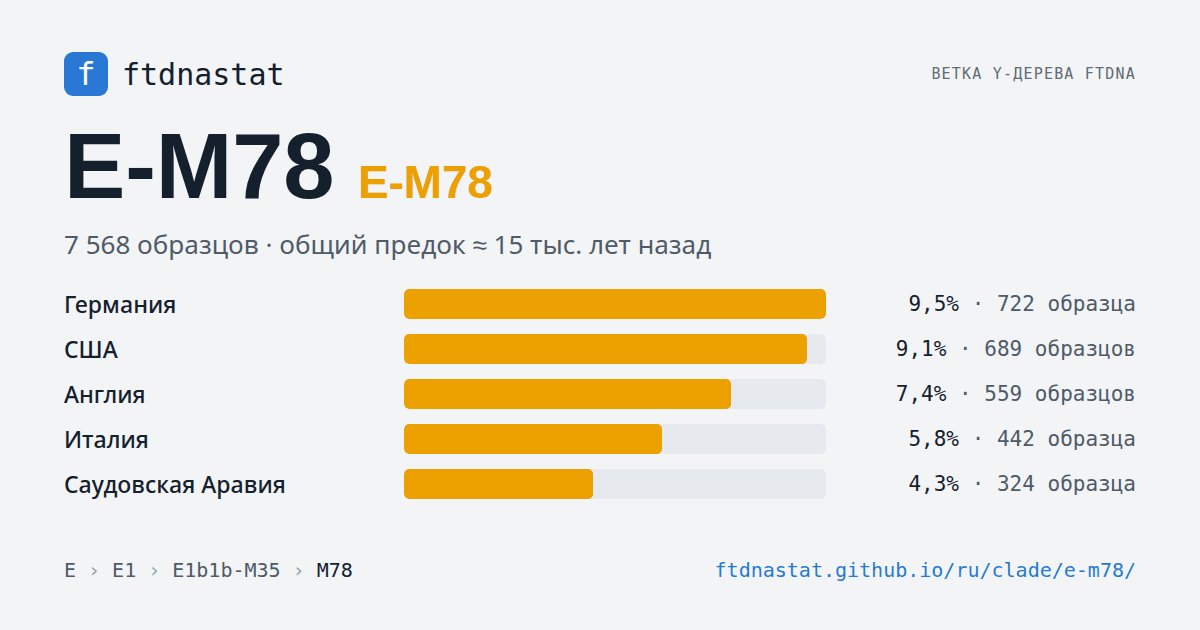 f ftdnastat
ВЕТКА Y-ДЕРЕВА FTDNA
E-M78 E-M78
7 568 образцов · общий предок ≈ 15 тыс. лет назад
Германия 9,5% · 722 образца
США 9,1% · 689 образцов
Англия 7,4% · 559 образцов
Италия 5,8% · 442 образца
Саудовская Аравия 4,3% · 324 образца
E › E1 › E1b1b-M35 › M78
ftdnastat.github.io/ru/clade/e-m78/